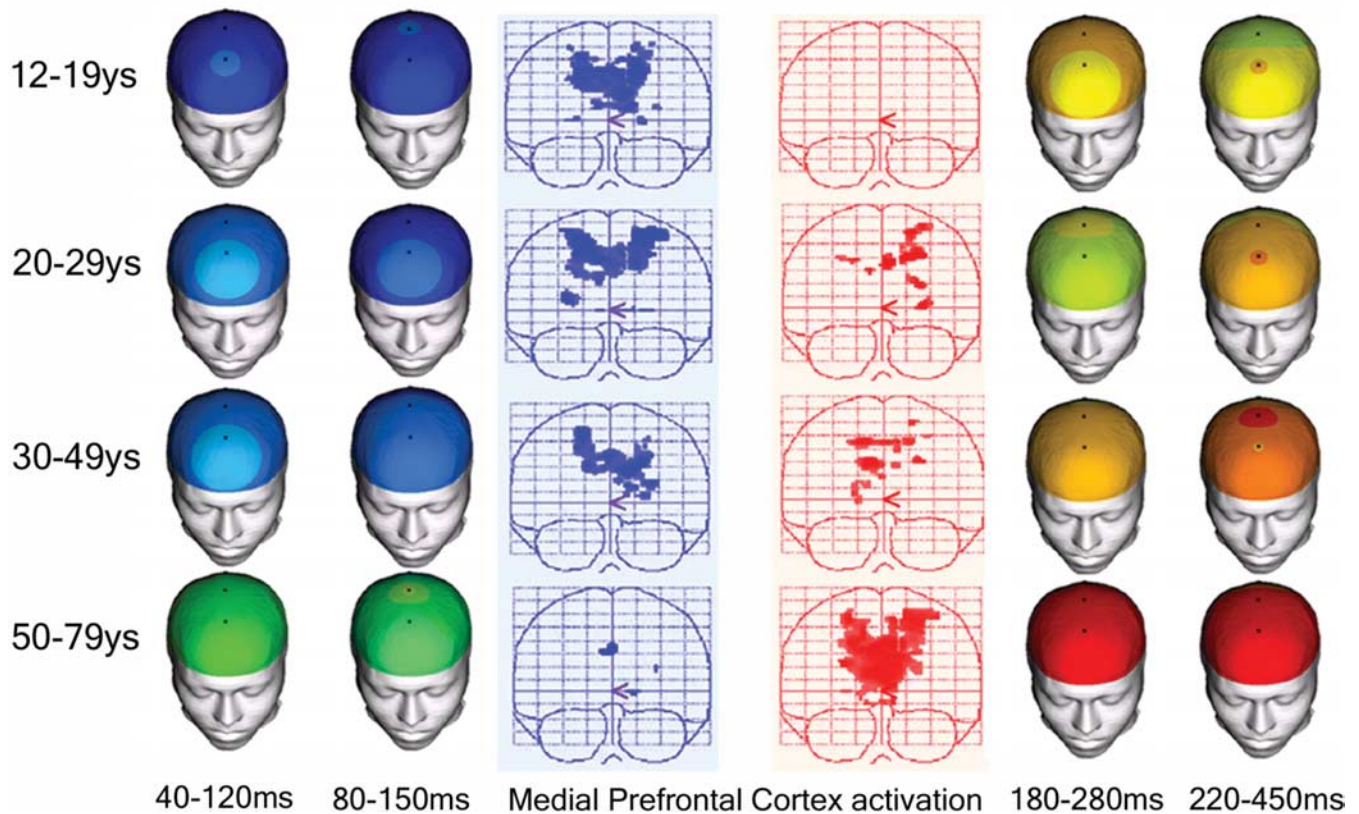 12-19ys
20-29ys
30-49ys
50-79ys
40-120ms 80-150ms Medial Prefrontal Cortex activation 180-280ms 220-450ms